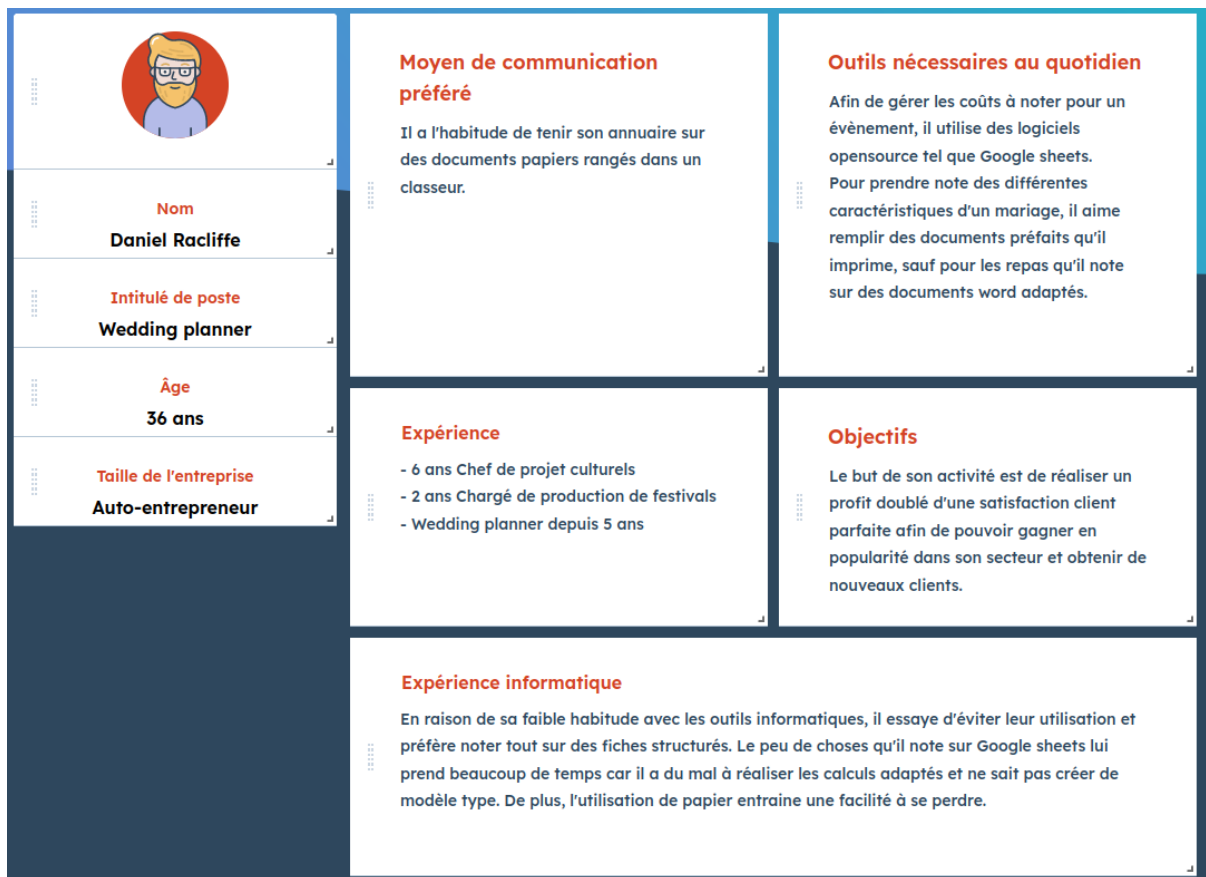 Nom
Daniel Racliffe
Intitulé de poste
Wedding planner
Âge
36 ans
Taille de l'entreprise
Auto-entrepreneur
Moyen de communication
préféré
Il a l'habitude de tenir son annuaire sur
des documents papiers rangés dans un
classeur.
Outils nécessaires au quotidien
Afin de gérer les coûts à noter pour un
évènement, il utilise des logiciels
opensource tel que Google sheets.
Pour prendre note des différentes
caractéristiques d'un mariage, il aime
remplir des documents préfaits qu'il
imprime, sauf pour les repas qu'il note
sur des documents word adaptés.
Expérience
- 6 ans Chef de projet culturels
- 2 ans Chargé de production de festivals
- Wedding planner depuis 5 ans
Objectifs
Le but de son activité est de réaliser un
profit doublé d'une satisfaction client
parfaite afin de pouvoir gagner en
popularité dans son secteur et obtenir de
nouveaux clients.
Expérience informatique
En raison de sa faible habitude avec les outils informatiques, il essaye d'éviter leur utilisation et
préfère noter tout sur des fiches structurés. Le peu de choses qu'il note sur Google sheets lui
prend beaucoup de temps car il a du mal à réaliser les calculs adaptés et ne sait pas créer de
modèle type. De plus, l'utilisation de papier entraine une facilité à se perdre.